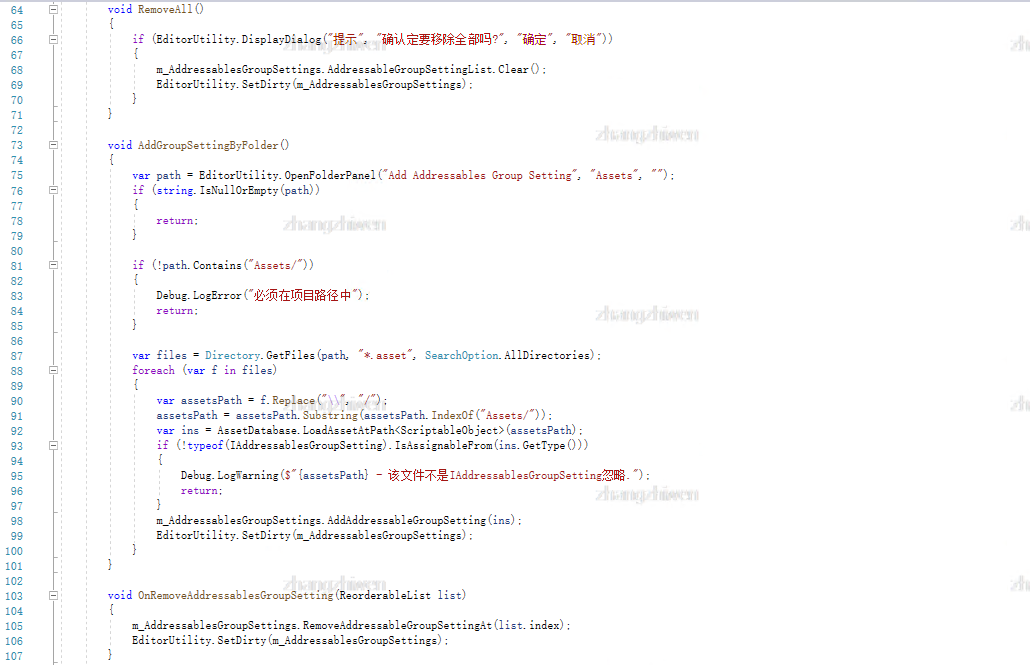 64 void RemoveAll()
65 {
66 if (EditorUtility.DisplayDialog("提示", "确认定要移除全部吗?", "确定", "取消"))
67 {
68 m_AddressablesGroupSettings.AddressableGroupSettingList.Clear();
69 EditorUtility.SetDirty(m_AddressablesGroupSettings);
70 }
71 }
72
73 void AddGroupSettingByFolder()
74 {
75 var path = EditorUtility.OpenFolderPanel("Add Addressables Group Setting", "Assets", "");
76 if (string.IsNullOrEmpty(path))
77 {
78 return;
79 }
80
81 if (!path.Contains("Assets/"))
82 {
83 Debug.LogError("必须在项目路径中");
84 return;
85 }
86
87 var files = Directory.GetFiles(path, "*.asset", SearchOption.AllDirectories);
88 foreach (var f in files)
89 {
90 var assetsPath = f.Replace("\\", "/");
91 assetsPath = assetsPath.Substring(assetsPath.IndexOf("Assets/"));
92 var ins = AssetDatabase.LoadAssetAtPath<ScriptableObject>(assetsPath);
93 if (!typeof(IAddressablesGroupSetting).IsAssignableFrom(ins.GetType()))
94 {
95 Debug.LogWarning($"{assetsPath} - 该文件不是IAddressablesGroupSetting忽略.");
96 return;
97 }
98 m_AddressablesGroupSettings.AddAddressableGroupSetting(ins);
99 EditorUtility.SetDirty(m_AddressablesGroupSettings);
100 }
101 }
102
103 void OnRemoveAddressablesGroupSetting(ReorderableList list)
104 {
105 m_AddressablesGroupSettings.RemoveAddressableGroupSettingAt(list.index);
106 EditorUtility.SetDirty(m_AddressablesGroupSettings);
107 }